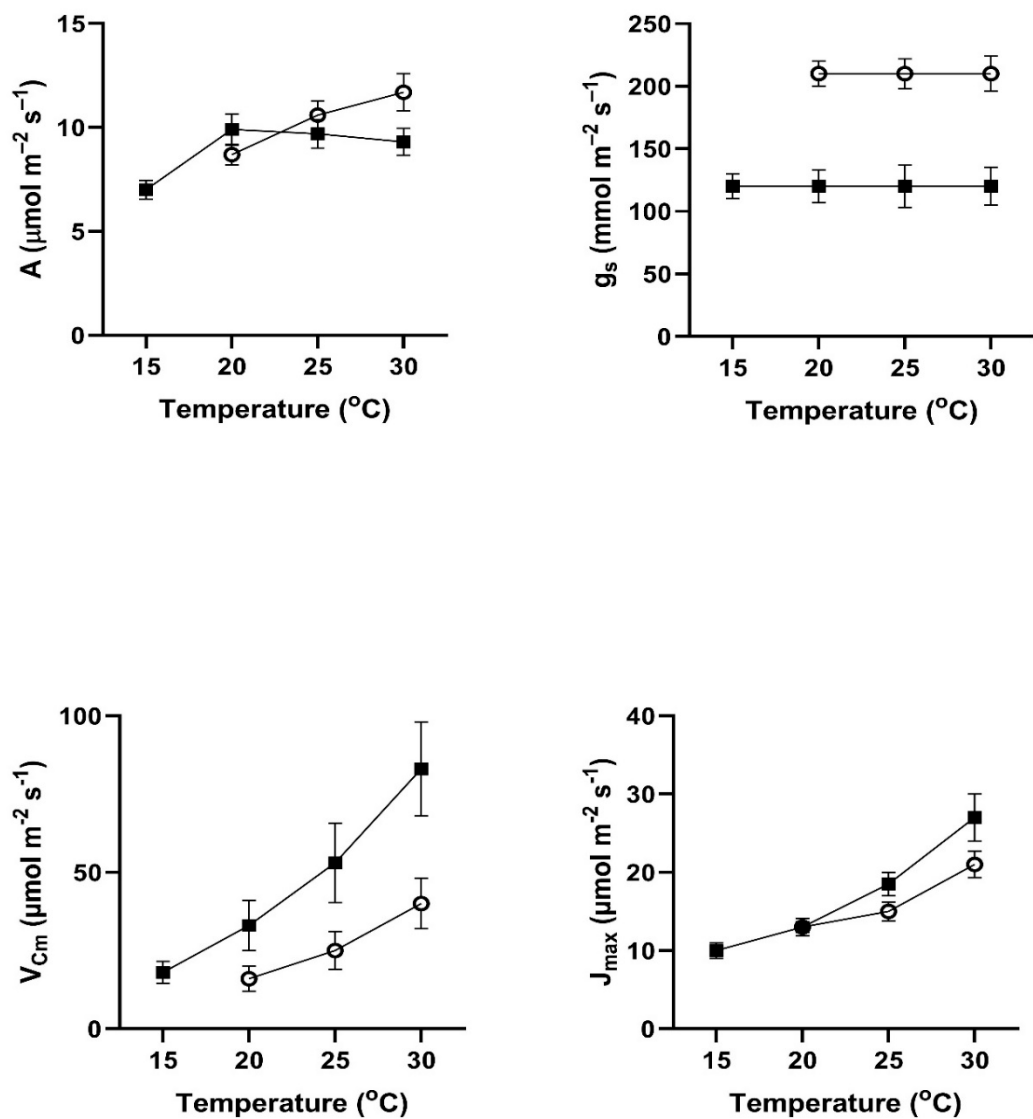 A (μmol m⁻² s⁻¹)
15
10
5
0
15 20 25 30
Temperature (°C)
gₛ (mmol m⁻² s⁻¹)
250
200
150
100
50
0
15 20 25 30
Temperature (°C)
V_Cm (μmol m⁻² s⁻¹)
100
50
0
15 20 25 30
Temperature (°C)
J_max (μmol m⁻² s⁻¹)
40
30
20
10
0
15 20 25 30
Temperature (°C)